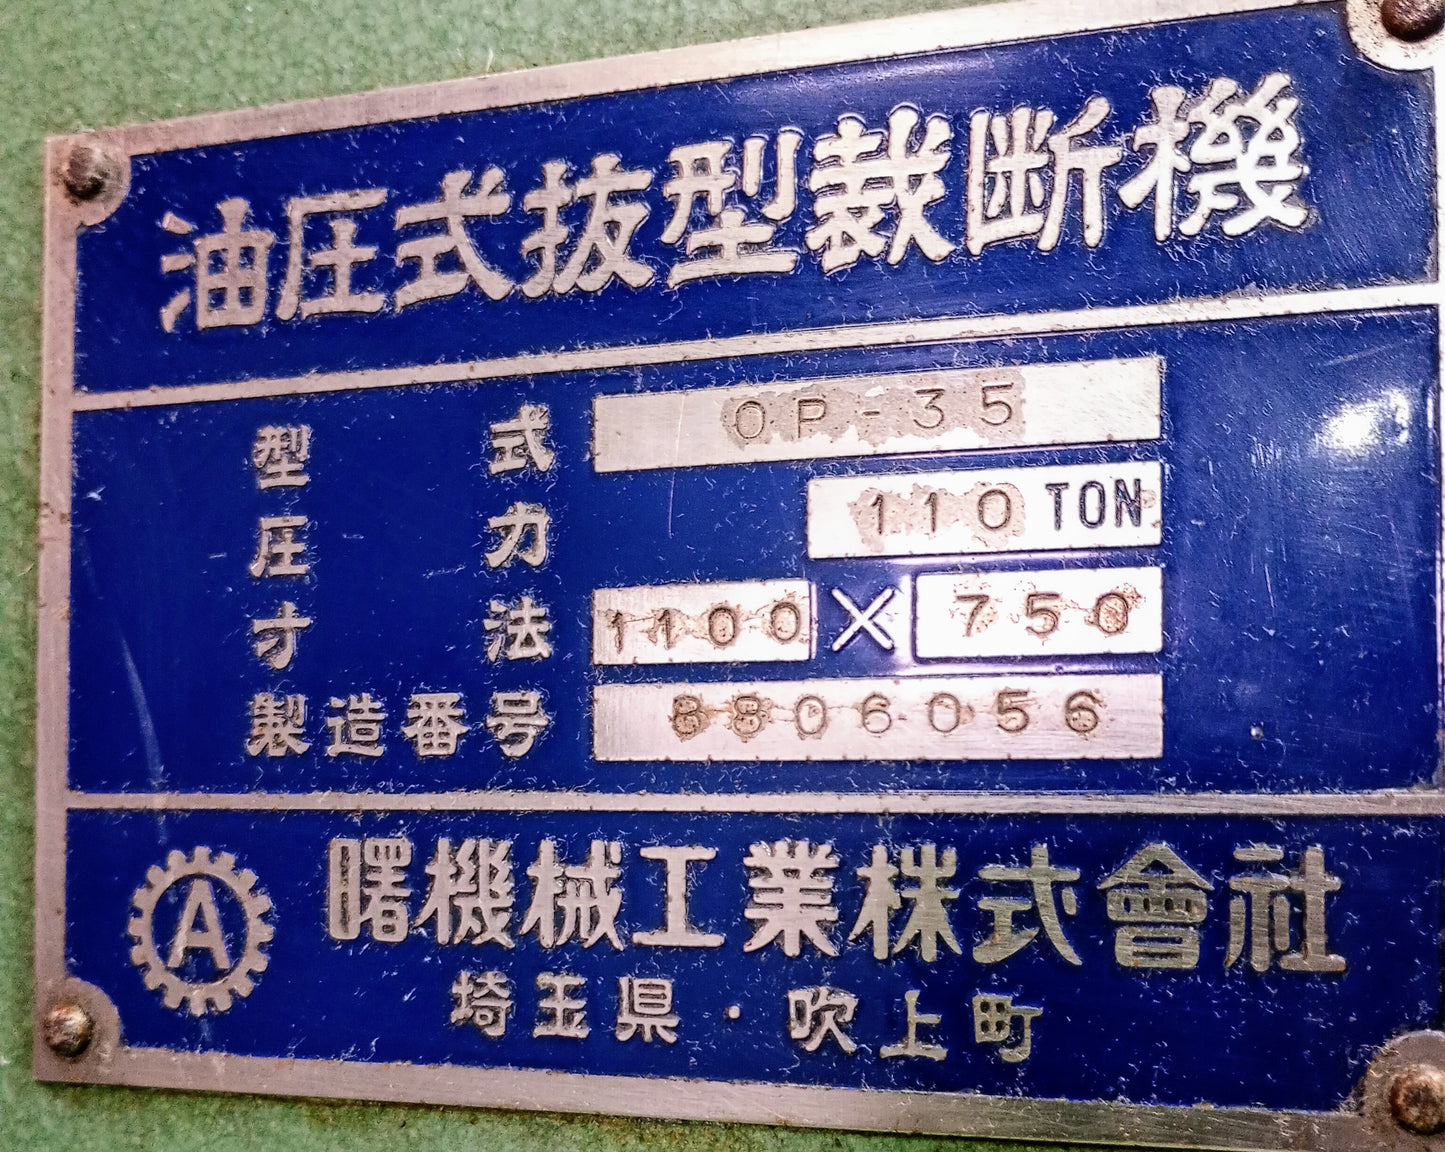 油圧式抜型裁断機
型式 OP-35
圧力 110 TON
寸法 1100 × 750
製造番号 8806056
A 曙機械工業株式會社
埼玉県・吹上町